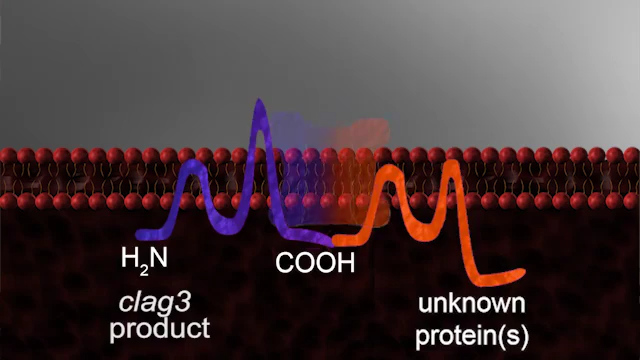 H₂N
COOH
clag3
product
unknown
protein(s)